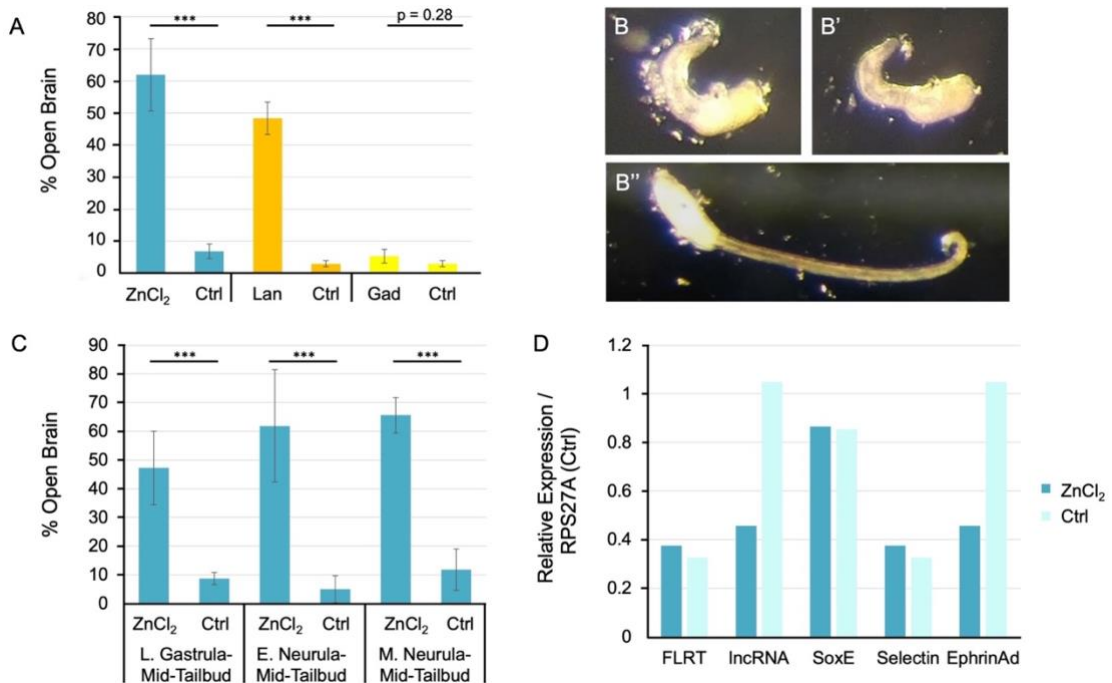 A
% Open Brain
80
70
60
50
40
30
20
10
0
*** *** p = 0.28
ZnCl₂ Ctrl Lan Ctrl Gad Ctrl
B B'
B"
C
% Open Brain
90
80
70
60
50
40
30
20
10
0
*** *** ***
ZnCl₂ Ctrl ZnCl₂ Ctrl ZnCl₂ Ctrl
L. Gastrula- E. Neurula- M. Neurula-
Mid-Tailbud Mid-Tailbud Mid-Tailbud
D
Relative Expression /
RPS27A (Ctrl)
1.2
1
0.8
0.6
0.4
0.2
0
FLRT lncRNA SoxE Selectin EphrinAd
ZnCl₂
Ctrl